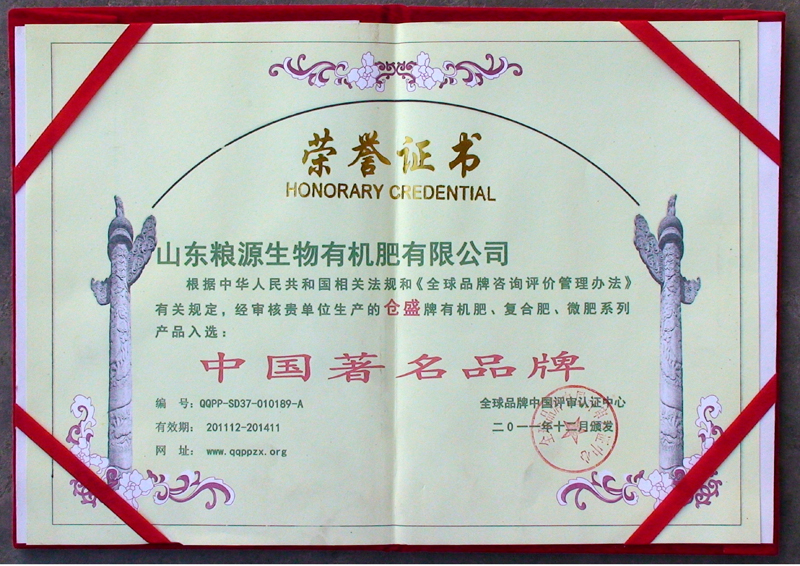 荣誉证书
HONORARY CREDENTIAL
山东粮源生物有机肥有限公司
根据中华人民共和国相关法规和《全球品牌咨询评价管理办法》
有关规定，经审核贵单位生产的仓盛牌有机肥、复合肥、微肥系列
产品入选：
中国著名品牌
编 号：QQPP-SD37-010189-A
全球品牌中国评审认证中心
有效期：201112-201411
二0一一年十二月颁发
网 址：www.qqppzx.org